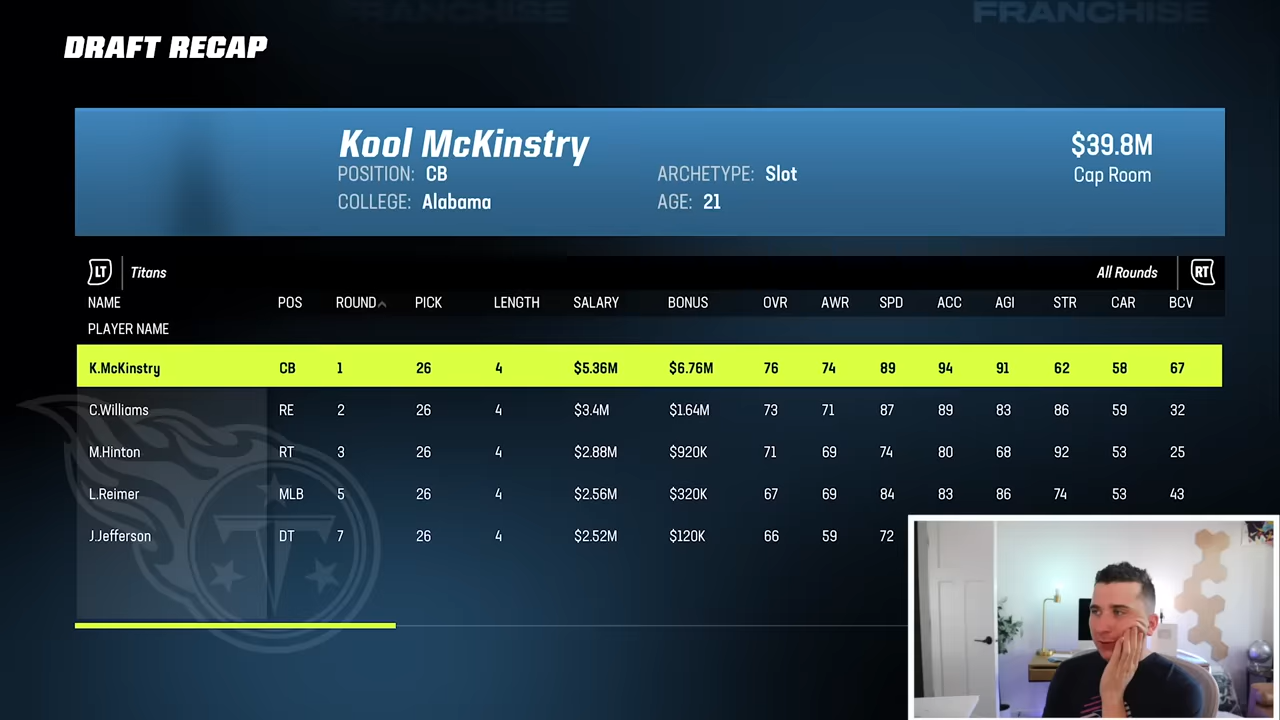 FRANCHISE
FRANCHISE
DRAFT RECAP
Kool McKinstry
POSITION: CB
COLLEGE: Alabama
ARCHETYPE: Slot
AGE: 21
$39.8M
Cap Room
LT Titans All Rounds RT
NAME POS ROUND PICK LENGTH SALARY BONUS OVR AWR SPD ACC AGI STR CAR BCV
PLAYER NAME
K.McKinstry CB 1 26 4 $5.36M $6.76M 76 74 89 94 91 62 58 67
C.Williams RE 2 26 4 $3.4M $1.64M 73 71 87 89 83 86 59 32
M.Hinton RT 3 26 4 $2.88M $920K 71 69 74 80 68 92 53 25
L.Reimer MLB 5 26 4 $2.56M $320K 67 69 84 83 86 74 53 43
J.Jefferson DT 7 26 4 $2.52M $120K 66 59 72